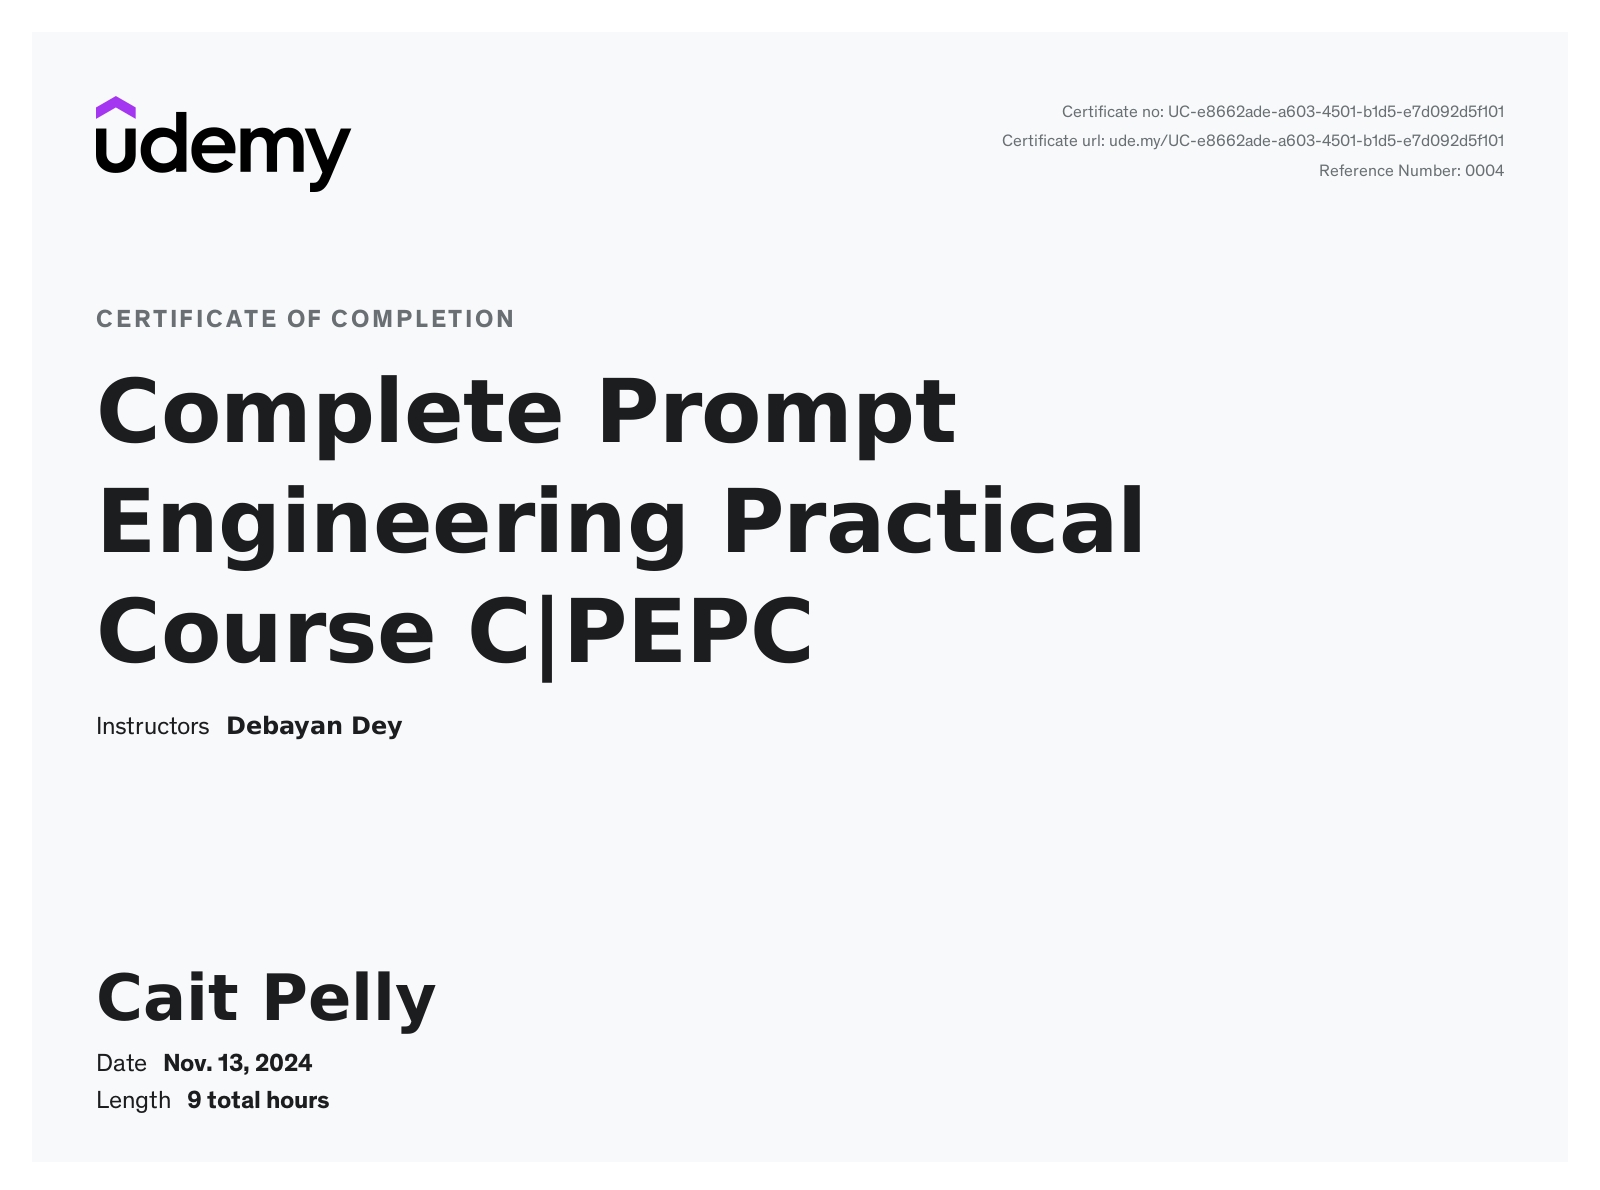 udemy
Certificate no: UC-e8662ade-a603-4501-b1d5-e7d092d5f101
Certificate url: ude.my/UC-e8662ade-a603-4501-b1d5-e7d092d5f101
Reference Number: 0004
CERTIFICATE OF COMPLETION
Complete Prompt
Engineering Practical
Course C|PEPC
Instructors Debayan Dey
Cait Pelly
Date Nov. 13, 2024
Length 9 total hours